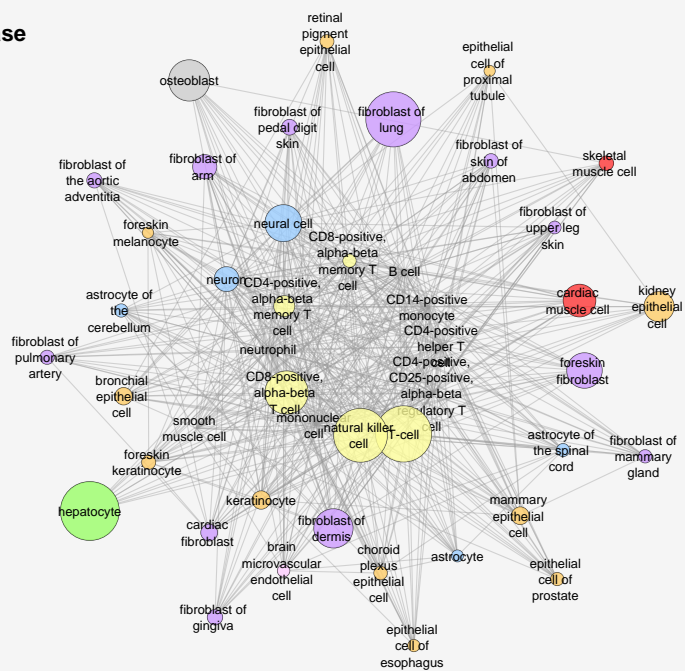 ase
retinal
pigment
epithelial
cell
epithelial
cell of
proximal
tubule
osteoblast
fibroblast of
lung
fibroblast of
pedal digit
skin
fibroblast of
skin of
abdomen
skeletal
muscle cell
fibroblast of
the aortic
adventitia
fibroblast of
arm
foreskin
melanocyte
neural cell
fibroblast of
upper leg
skin
CD8-positive,
alpha-beta
memory T
cell
B cell
neuron
CD4-positive,
alpha-beta
memory T
cell
CD14-positive
monocyte
cardiac
muscle cell
kidney
epithelial
cell
astrocyte of
the
cerebellum
CD4-positive
helper T
cell
neutrophil
fibroblast of
pulmonary
artery
CD4-positive,
CD25-positive,
alpha-beta
regulatory T
cell
foreskin
fibroblast
bronchial
epithelial
cell
CD8-positive,
alpha-beta
T cell
smooth
muscle cell
mononuclear
cell
natural killer
cell
T-cell
astrocyte of
the spinal
cord
fibroblast of
mammary
gland
foreskin
keratinocyte
hepatocyte
keratinocyte
cardiac
fibroblast
fibroblast of
dermis
mammary
epithelial
cell
brain
microvascular
endothelial
cell
choroid
plexus
epithelial
cell
astrocyte
epithelial
cell of
prostate
fibroblast of
gingiva
epithelial
cell of
esophagus